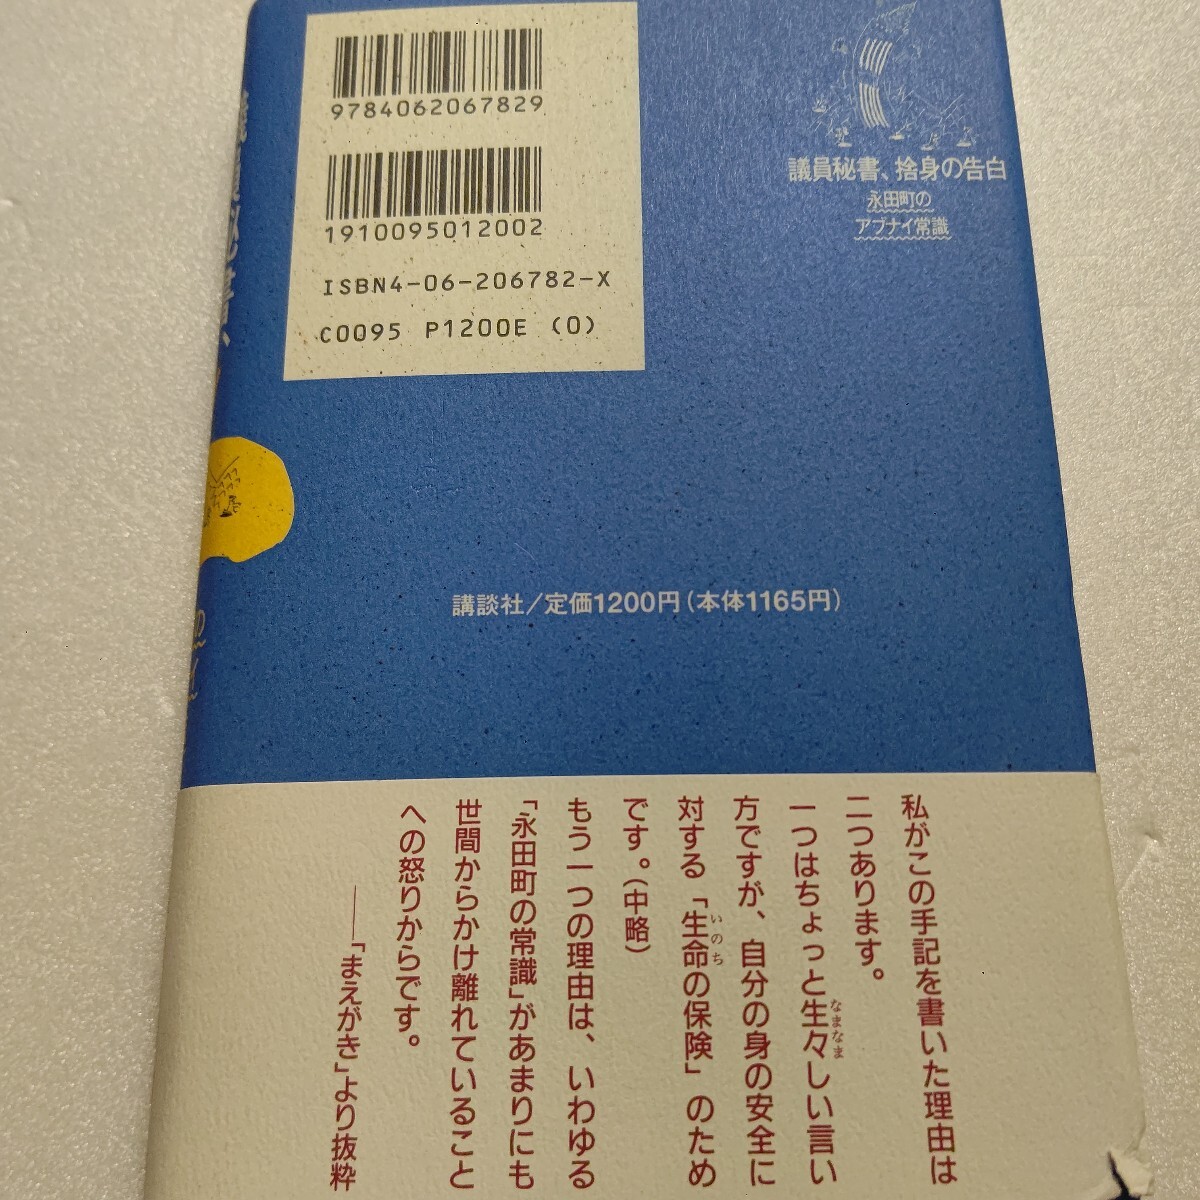 9784062067829
1910095012002
ISBN4-06-206782-X
C0095 P1200E (0)
議員秘書、捨身の告白
永田町の
アブナイ常識
講談社/定価1200円(本体1165円)
私がこの手記を書いた理由は
二つあります。
一つはちょっと生々しい言い
なまなま
方ですが、自分の身の安全に
対する「生命の保険」のため
いのち
です。(中略)
もう一つの理由は、いわゆる
「永田町の常識」があまりにも
世間からかけ離れていること
への怒りからです。
——「まえがき」より抜粋